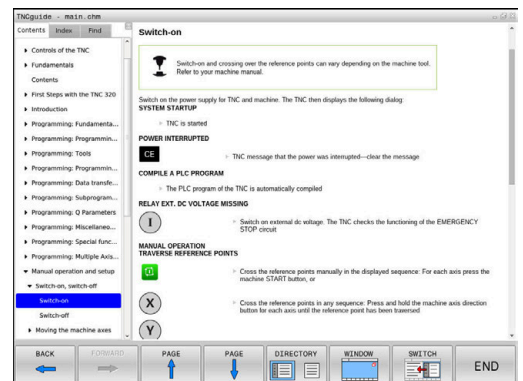 TNCguide - main.chm
Contents Index Find
Controls of the TNC
Fundamentals
Contents
First Steps with the TNC 320
Introduction
Programming: Fundamenta...
Programming: Programmin...
Programming: Tools
Programming: Programmin...
Programming: Data transfe...
Programming: Subprogram...
Programming: Q Parameters
Programming: Miscellaneo...
Programming: Special func...
Programming: Multiple Axis...
Manual operation and setup
Switch-on, switch-off
Switch-on
Switch-off
Moving the machine axes
Switch-on
Switch-on and crossing over the reference points can vary depending on the machine tool.
Refer to your machine manual.
Switch on the power supply for TNC and machine. The TNC then displays the following dialog:
SYSTEM STARTUP
TNC is started
POWER INTERRUPTED
CE
TNC message that the power was interrupted—clear the message
COMPILE A PLC PROGRAM
The PLC program of the TNC is automatically compiled
RELAY EXT. DC VOLTAGE MISSING
I
Switch on external dc voltage. The TNC checks the functioning of the EMERGENCY
STOP circuit
MANUAL OPERATION
TRAVERSE REFERENCE POINTS
Cross the reference points manually in the displayed sequence: For each axis press the
machine START button, or
X
Cross the reference points in any sequence: Press and hold the machine axis direction
button for each axis until the reference point has been traversed
Y
BACK FORWARD PAGE PAGE DIRECTORY WINDOW SWITCH END